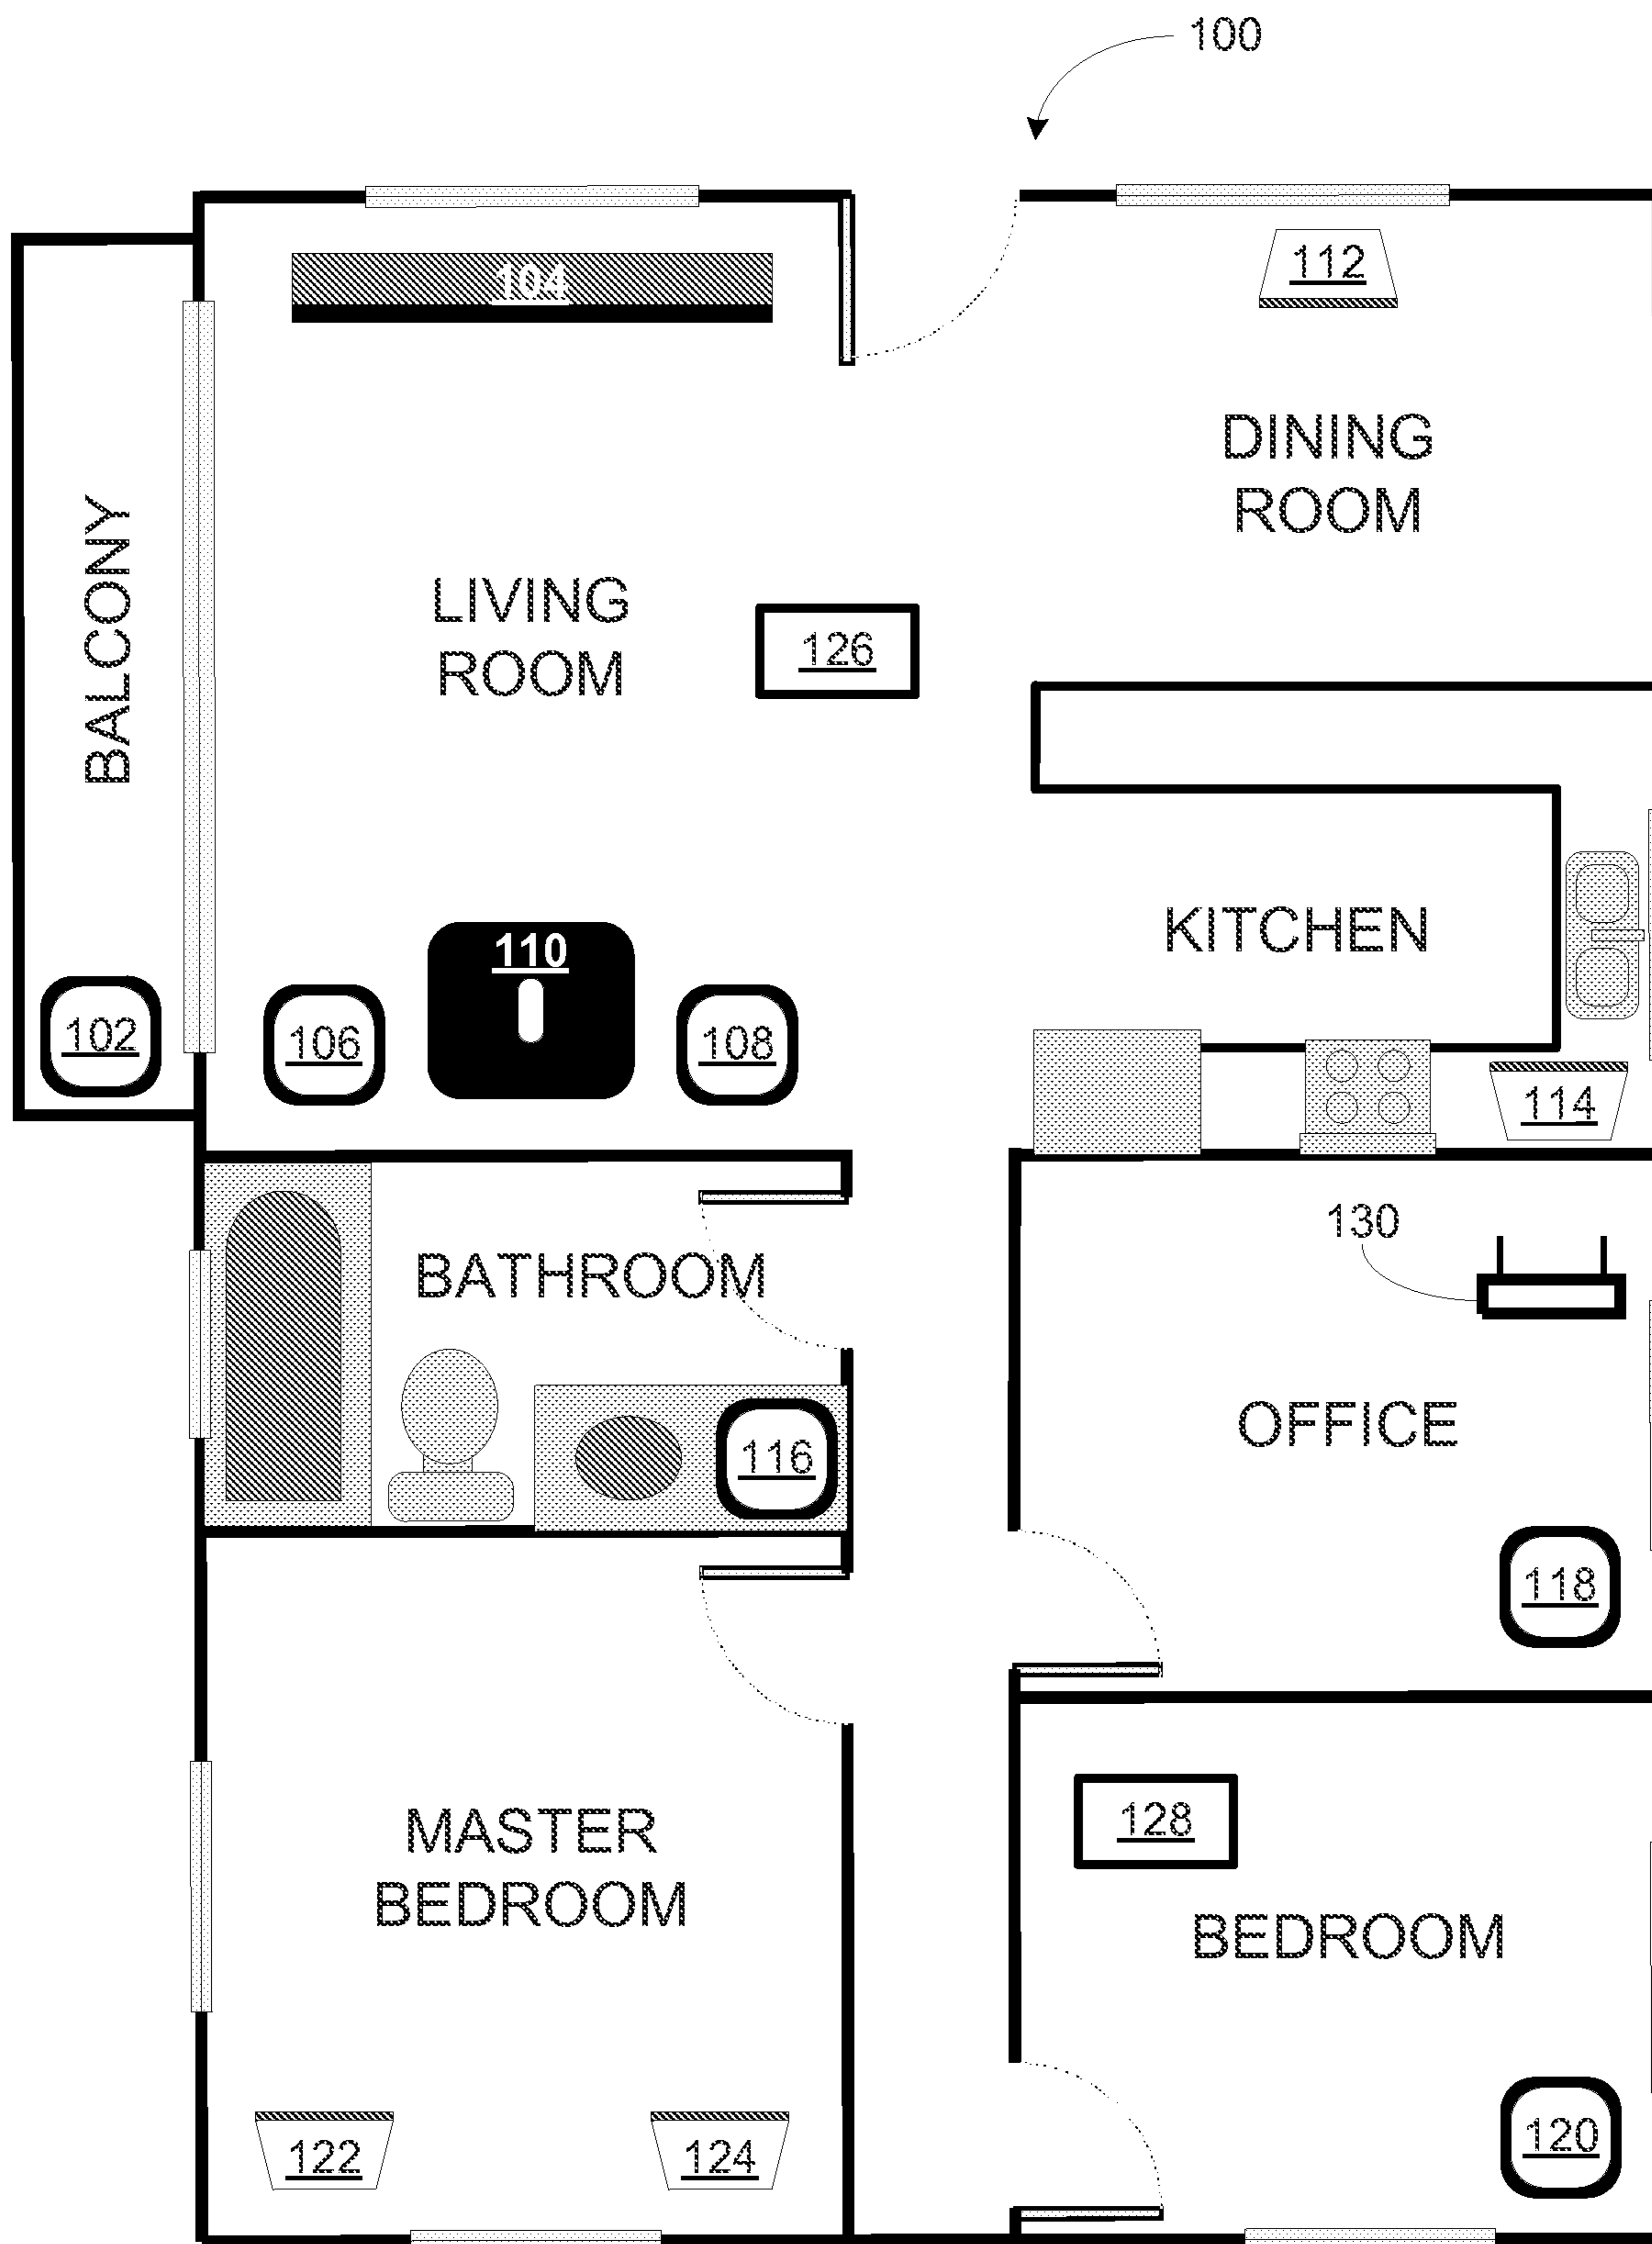 100
104
112
DINING
ROOM
BALCONY
LIVING
ROOM
126
KITCHEN
110
102
106
108
114
130
BATHROOM
OFFICE
116
118
128
MASTER
BEDROOM
BEDROOM
122
124
120